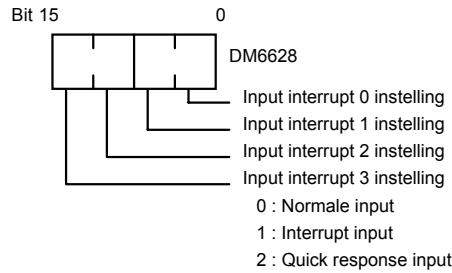 Bit 15 0
DM6628
Input interrupt 0 instelling
Input interrupt 1 instelling
Input interrupt 2 instelling
Input interrupt 3 instelling
0 : Normale input
1 : Interrupt input
2 : Quick response input